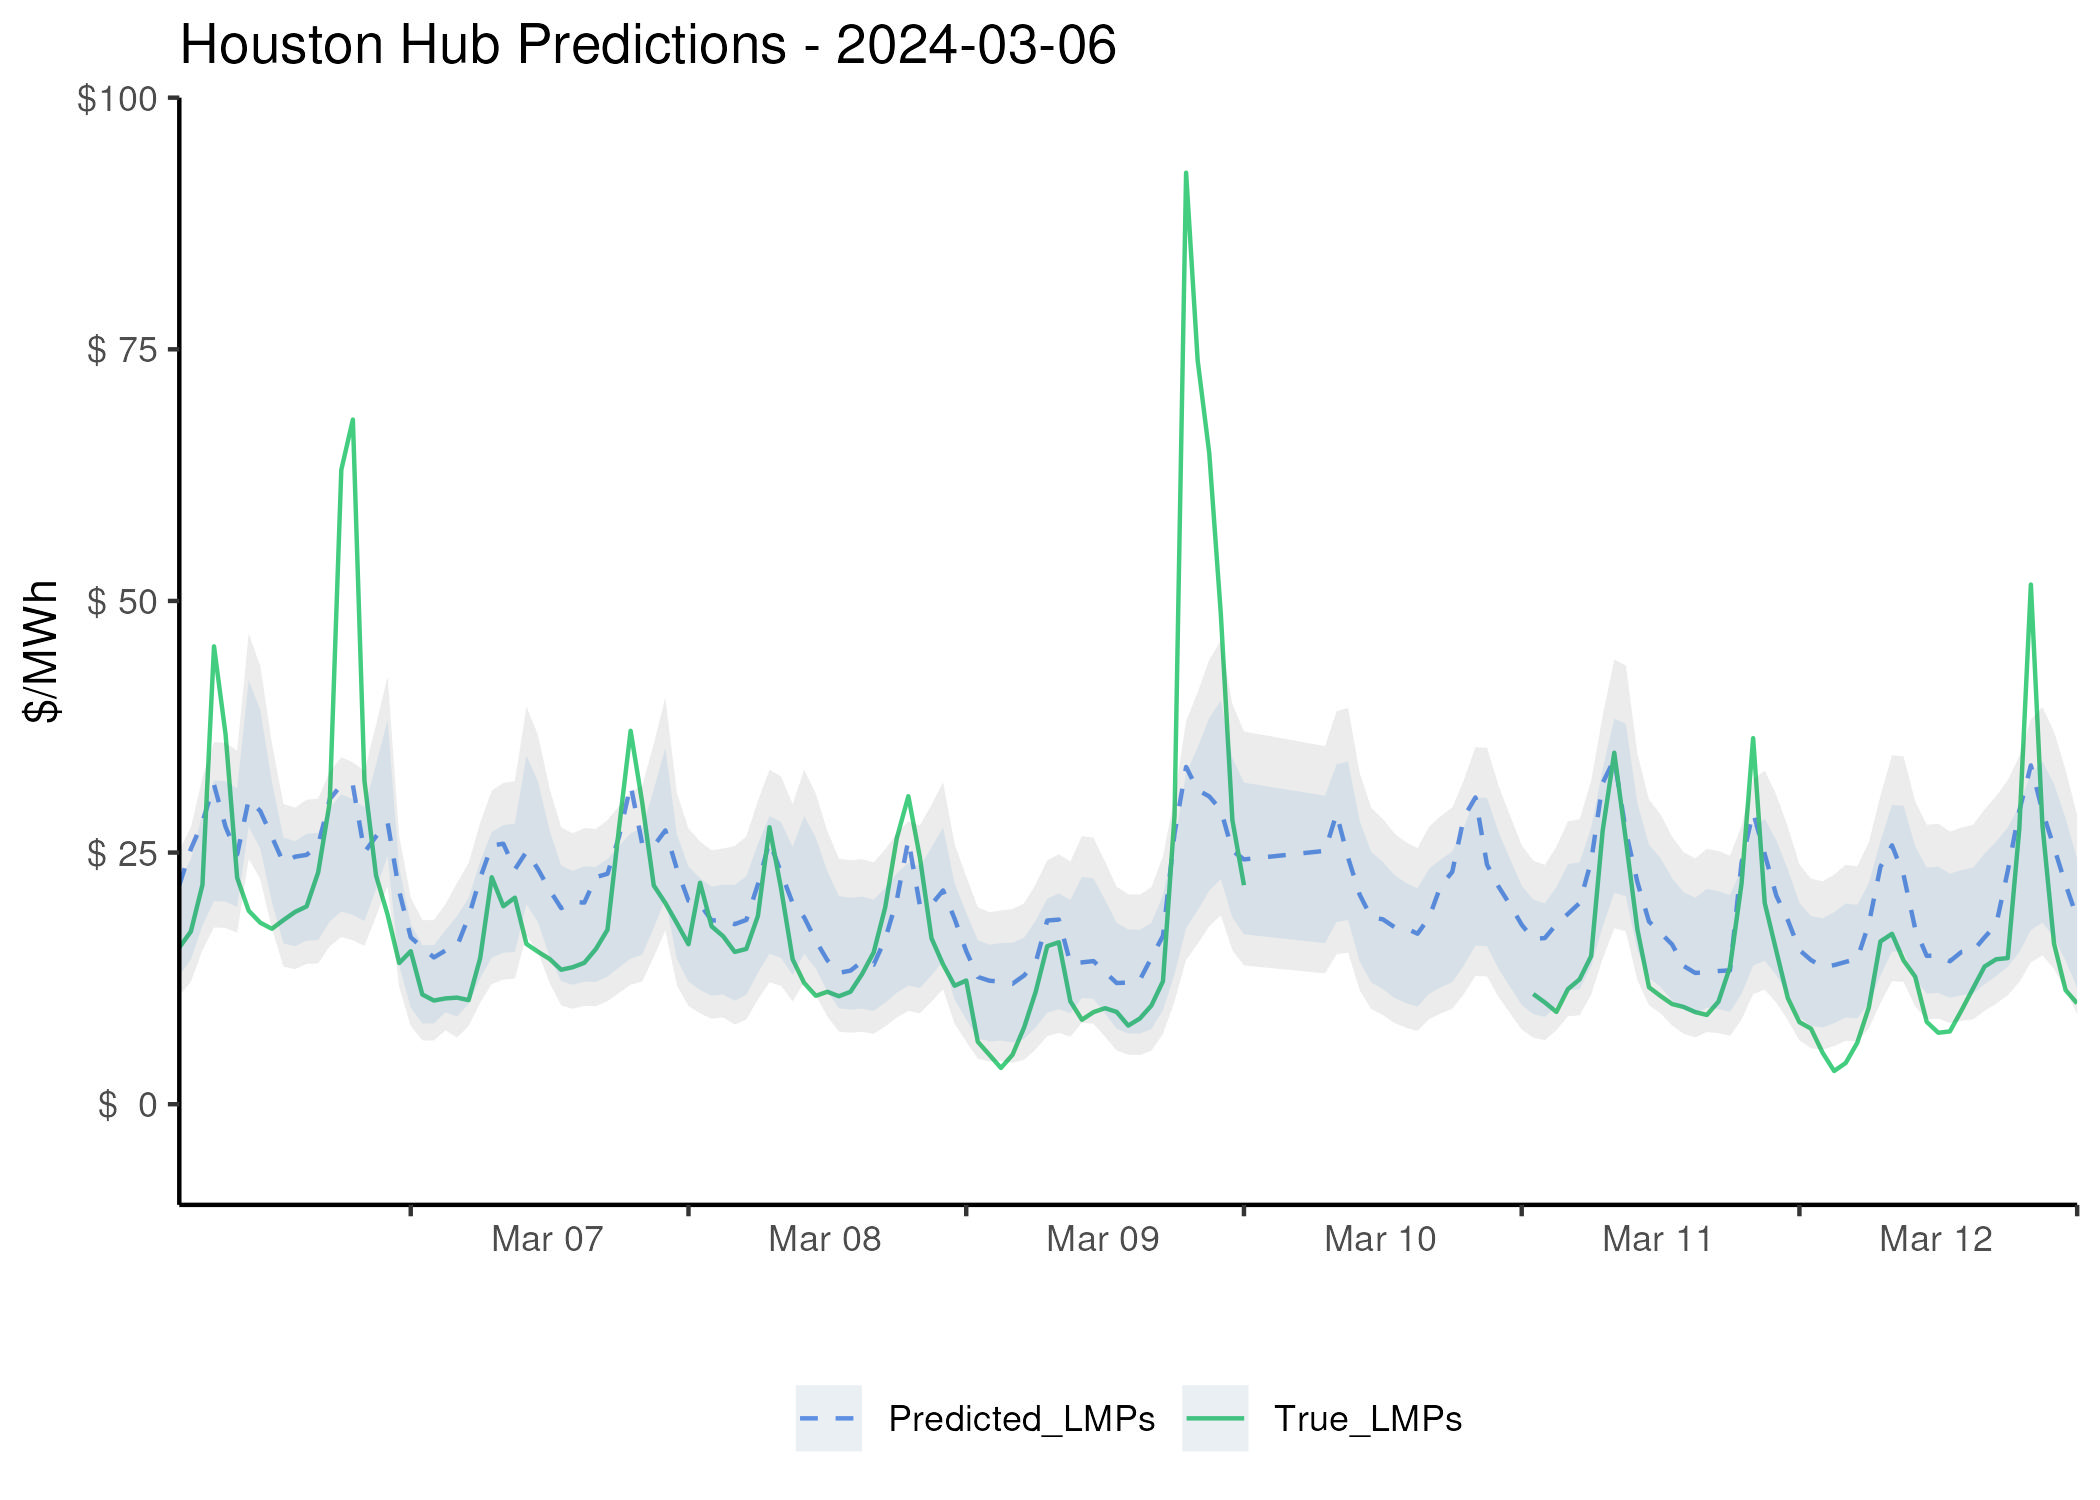 Houston Hub Predictions - 2024-03-06
$100
$ 75
$ 50
$ 25
$ 0
$/MWh
Mar 07 Mar 08 Mar 09 Mar 10 Mar 11 Mar 12
Predicted_LMPs True_LMPs